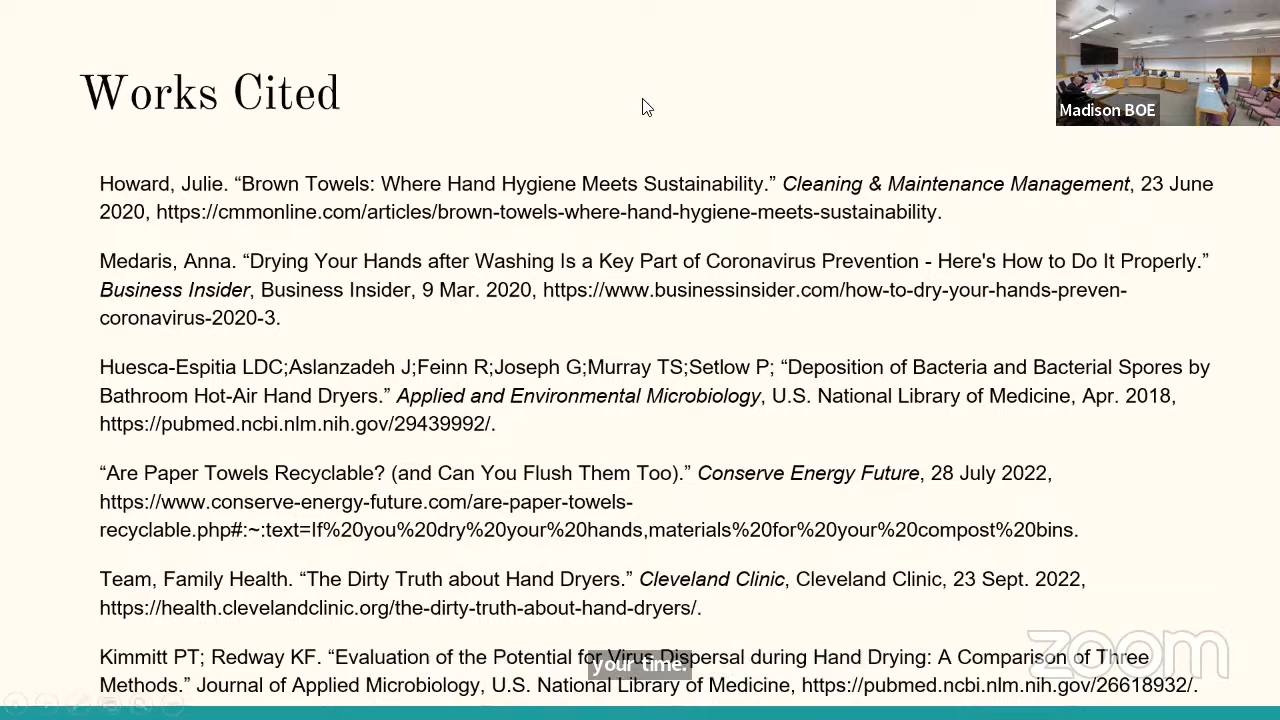 Works Cited
Madison BOE
Howard, Julie. “Brown Towels: Where Hand Hygiene Meets Sustainability.” Cleaning & Maintenance Management, 23 June
2020, https://cmmonline.com/articles/brown-towels-where-hand-hygiene-meets-sustainability.
Medaris, Anna. “Drying Your Hands after Washing Is a Key Part of Coronavirus Prevention - Here's How to Do It Properly.”
Business Insider, Business Insider, 9 Mar. 2020, https://www.businessinsider.com/how-to-dry-your-hands-preven-
coronavirus-2020-3.
Huesca-Espitia LDC;Aslanzadeh J;Feinn R;Joseph G;Murray TS;Setlow P; “Deposition of Bacteria and Bacterial Spores by
Bathroom Hot-Air Hand Dryers.” Applied and Environmental Microbiology, U.S. National Library of Medicine, Apr. 2018,
https://pubmed.ncbi.nlm.nih.gov/29439992/.
“Are Paper Towels Recyclable? (and Can You Flush Them Too).” Conserve Energy Future, 28 July 2022,
https://www.conserve-energy-future.com/are-paper-towels-
recyclable.php#:~:text=If%20you%20dry%20your%20hands,materials%20for%20your%20compost%20bins.
Team, Family Health. “The Dirty Truth about Hand Dryers.” Cleveland Clinic, Cleveland Clinic, 23 Sept. 2022,
https://health.clevelandclinic.org/the-dirty-truth-about-hand-dryers/.
Kimmitt PT; Redway KF. “Evaluation of the Potential for Virus Dispersal during Hand Drying: A Comparison of Three
Methods.” Journal of Applied Microbiology, U.S. National Library of Medicine, https://pubmed.ncbi.nlm.nih.gov/26618932/.
your time.
zoom